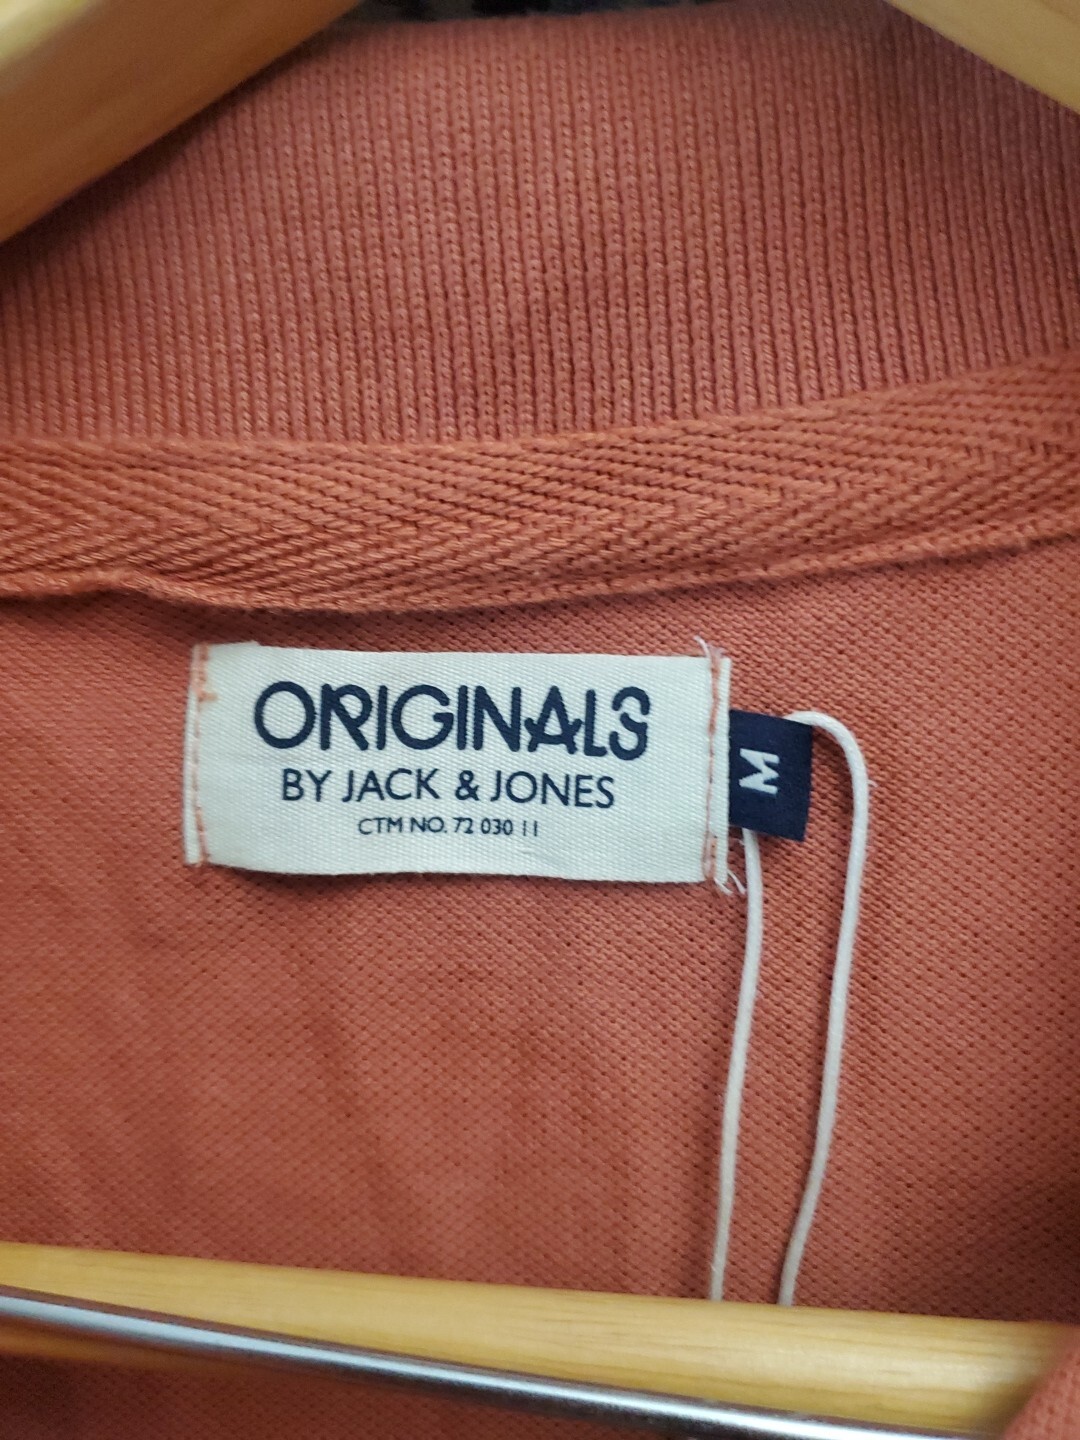 ORIGINALS
BY JACK & JONES
CTM NO. 72 030 11
M